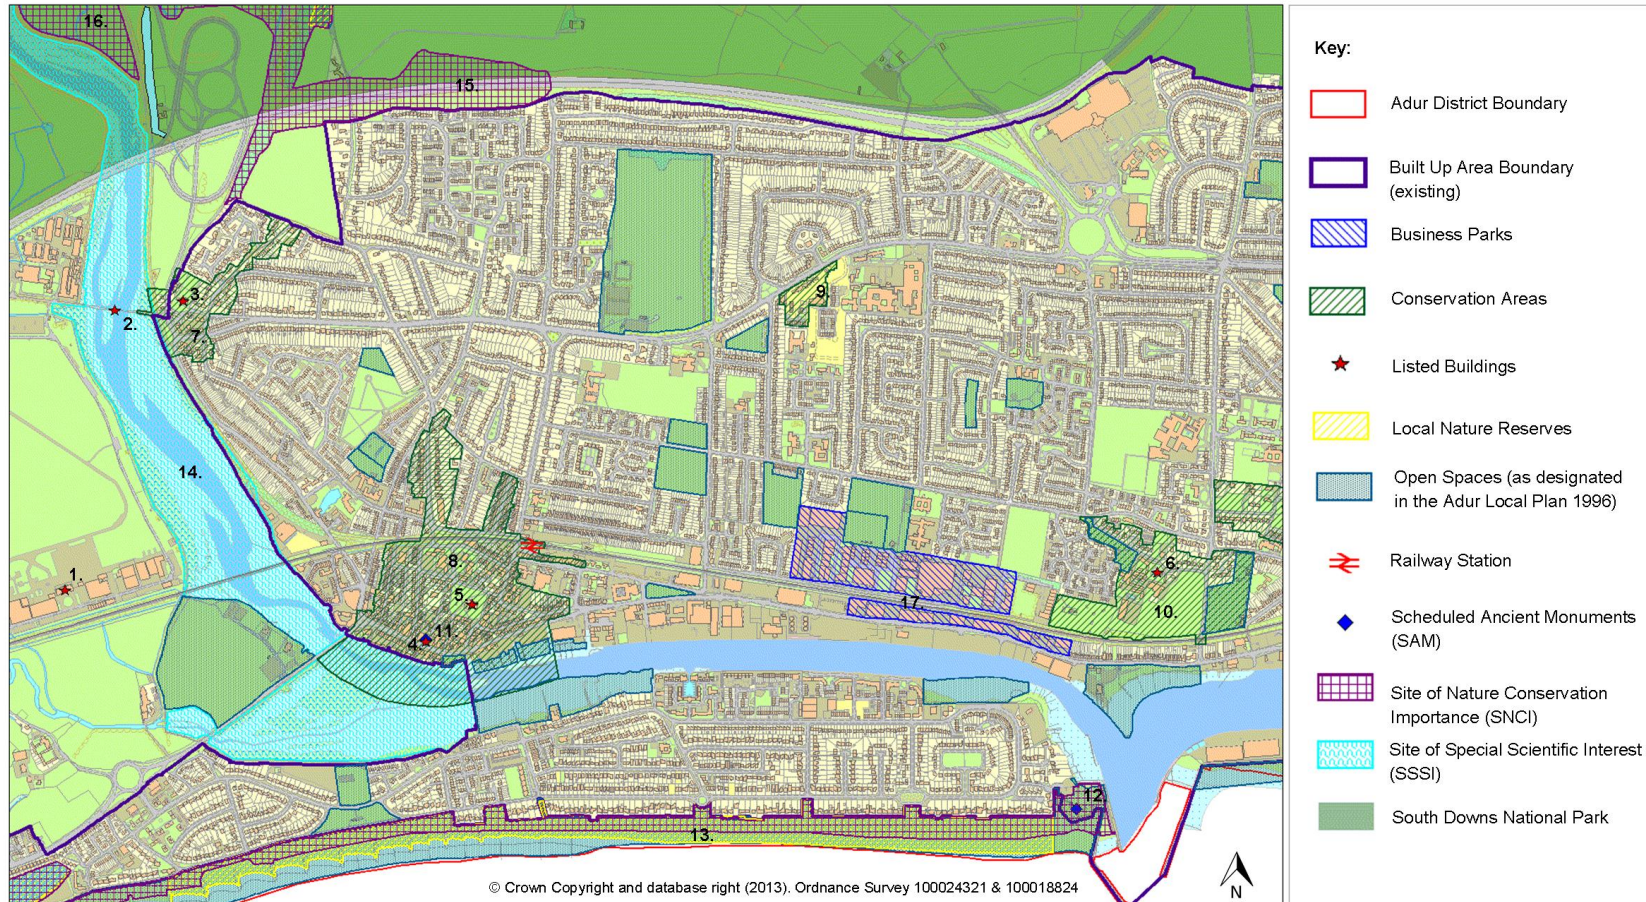 16.
15.
3.
2.
7.
9.
14.
1.
8.
5.
11.
4.
17.
6.
10.
12.
13.
© Crown Copyright and database right (2013). Ordnance Survey 100024321 & 100018824
N
Key:
Adur District Boundary
Built Up Area Boundary
(existing)
Business Parks
Conservation Areas
Listed Buildings
Local Nature Reserves
Open Spaces (as designated
in the Adur Local Plan 1996)
Railway Station
Scheduled Ancient Monuments
(SAM)
Site of Nature Conservation
Importance (SNCI)
Site of Special Scientific Interest
(SSSI)
South Downs National Park